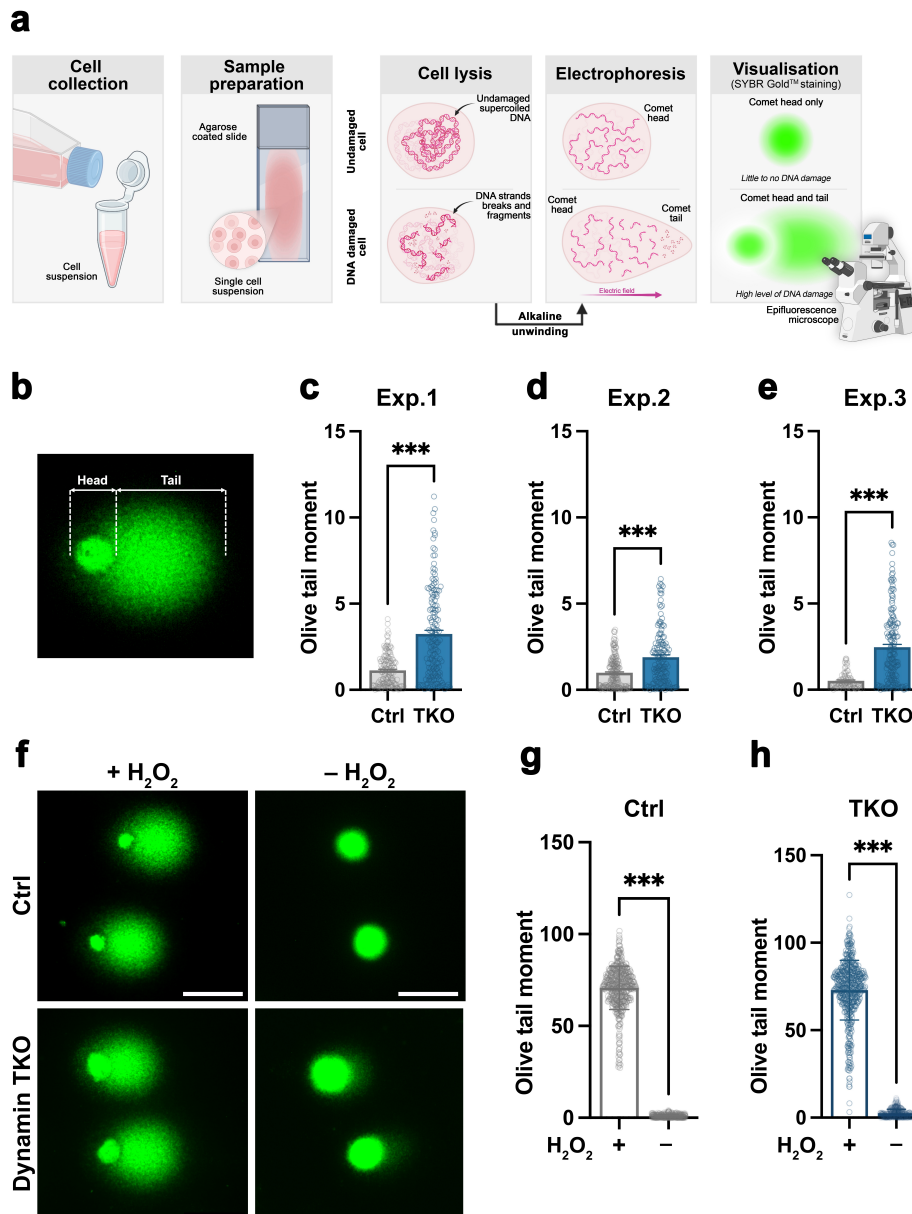 a
Cell
collection
Cell
suspension
Sample
preparation
Agarose
coated slide
Single cell
suspension
Undamaged
cell
DNA damaged
cell
Cell lysis
Undamaged
supercoiled
DNA
DNA strands
breaks and
fragments
Electrophoresis
Comet
head
Comet
head
Comet
tail
Electric field
Alkaline
unwinding
Visualisation
(SYBR Gold™ staining)
Comet head only
Little to no DNA damage
Comet head and tail
High level of DNA damage
Epifluorescence
microscope
b
Head
Tail
c
Exp.1
Olive tail moment
15
10
5
0
***
Ctrl TKO
d
Exp.2
Olive tail moment
15
10
5
0
***
Ctrl TKO
e
Exp.3
Olive tail moment
15
10
5
0
***
Ctrl TKO
f
+ H₂O₂
– H₂O₂
Ctrl
Dynamin TKO
g
Ctrl
Olive tail moment
150
100
50
0
***
H₂O₂ + –
h
TKO
Olive tail moment
150
100
50
0
***
H₂O₂ + –